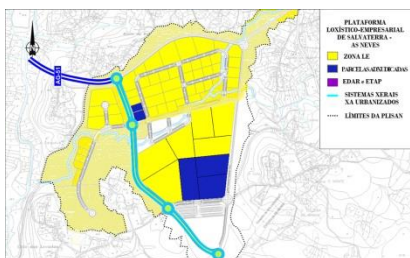 PLATAFORMA
LOXÍSTICO-EMPRESARIAL
DE SALVATERRA -
AS NEVES
ZONA LE
PARCELAS ADXUDICADAS
EDAR e ETAP
SISTEMAS XERAIS
XA URBANIZADOS
LÍMITES DA PLISAN